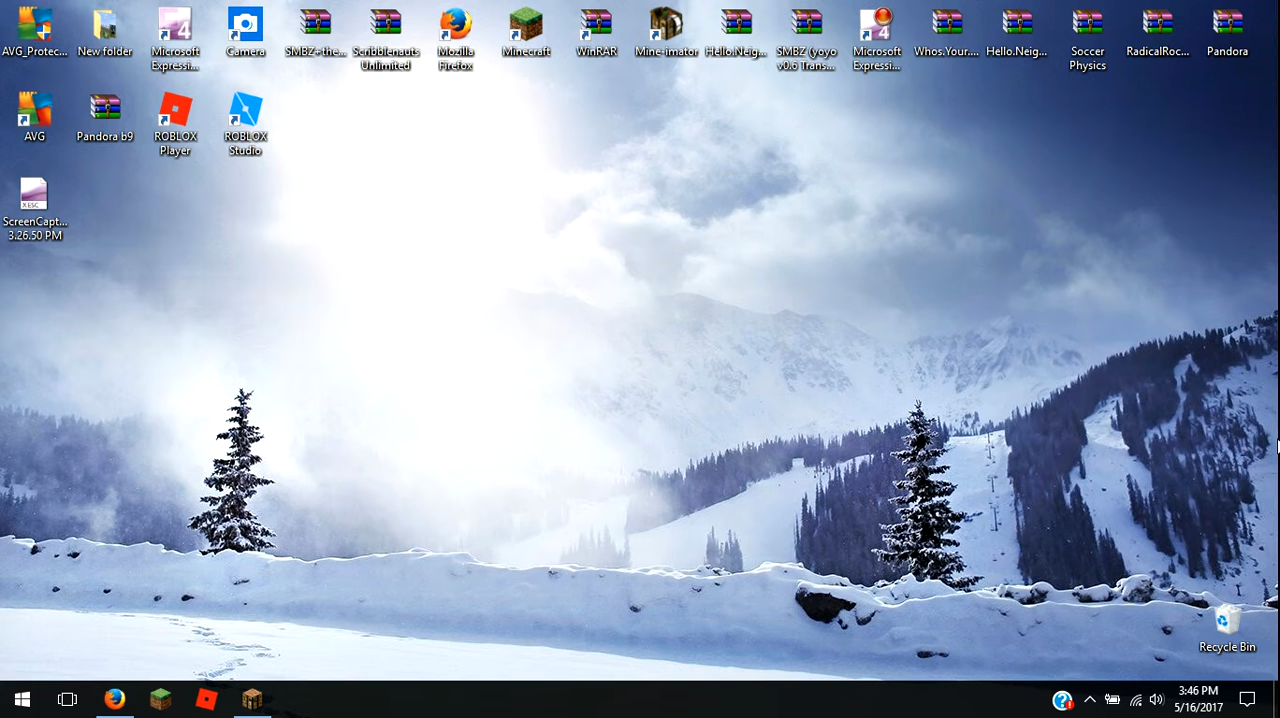 AVG_Protec...
New folder
Microsoft
Expressi...
Camera
SMBZ+the...
Scribblenauts
Unlimited
Mozilla
Firefox
Minecraft
WinRAR
Mine-imator
Hello.Neig...
SMBZ (yoyo
v0.6 Trans...
Microsoft
Expressi...
Whos.Your....
Hello.Neig...
Soccer
Physics
RadicalRoc...
Pandora
AVG
Pandora b9
ROBLOX
Player
ROBLOX
Studio
XESC
ScreenCapt...
3.26.50 PM
Recycle Bin
3:46 PM
5/16/2017